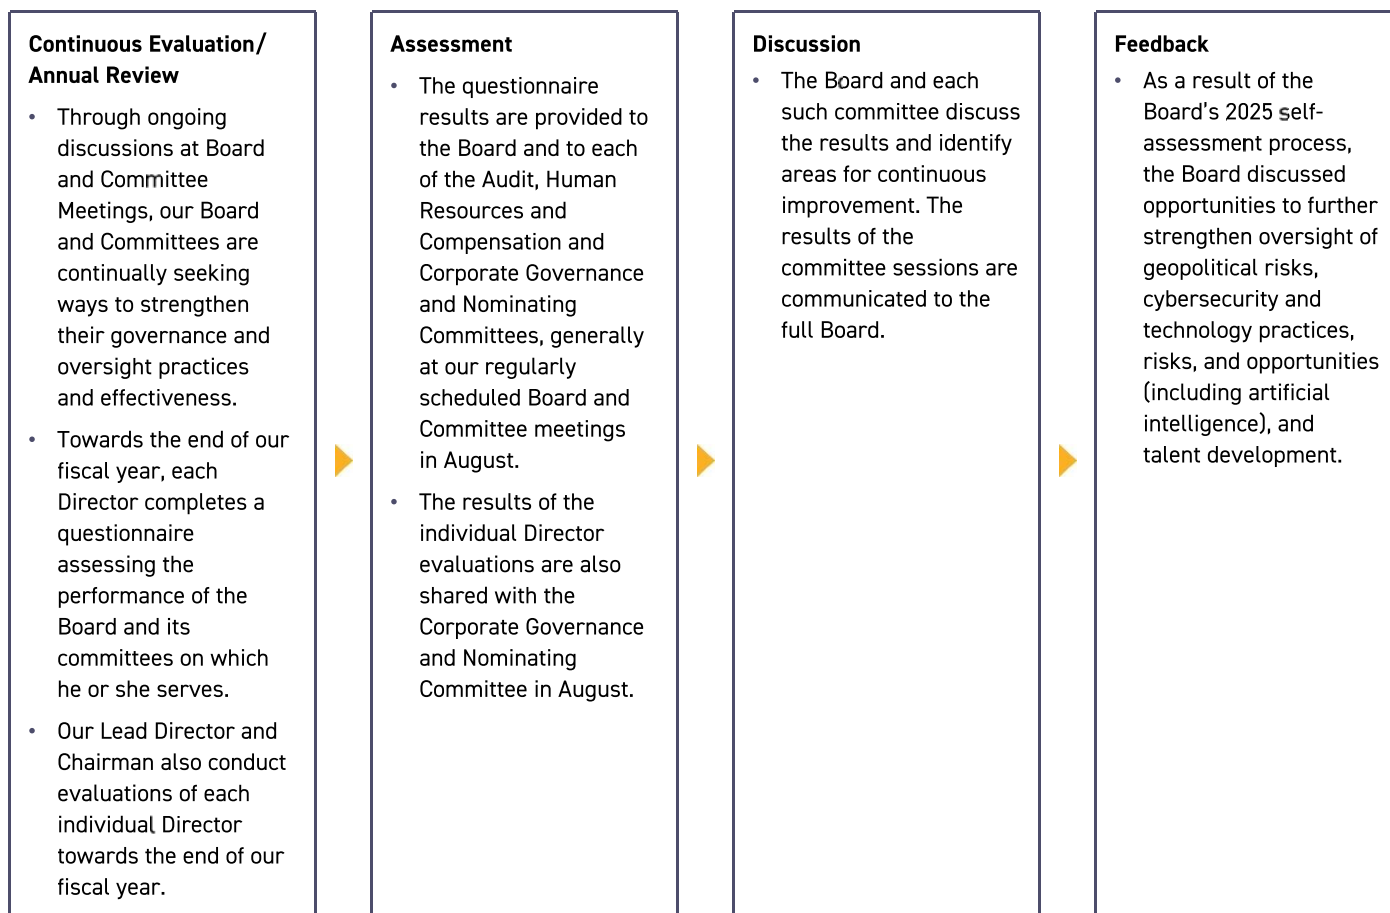 Continuous Evaluation/
Annual Review
• Through ongoing
discussions at Board
and Committee
Meetings, our Board
and Committees are
continually seeking
ways to strengthen
their governance and
oversight practices
and effectiveness.
• Towards the end of our
fiscal year, each
Director completes a
questionnaire
assessing the
performance of the
Board and its
committees on which
he or she serves.
• Our Lead Director and
Chairman also conduct
evaluations of each
individual Director
towards the end of our
fiscal year.
Assessment
• The questionnaire
results are provided to
the Board and to each
of the Audit, Human
Resources and
Compensation and
Corporate Governance
and Nominating
Committees, generally
at our regularly
scheduled Board and
Committee meetings
in August.
• The results of the
individual Director
evaluations are also
shared with the
Corporate Governance
and Nominating
Committee in August.
Discussion
• The Board and each
such committee discuss
the results and identify
areas for continuous
improvement. The
results of the
committee sessions are
communicated to the
full Board.
Feedback
• As a result of the
Board's 2025 self-
assessment process,
the Board discussed
opportunities to further
strengthen oversight of
geopolitical risks,
cybersecurity and
technology practices,
risks, and opportunities
(including artificial
intelligence), and
talent development.